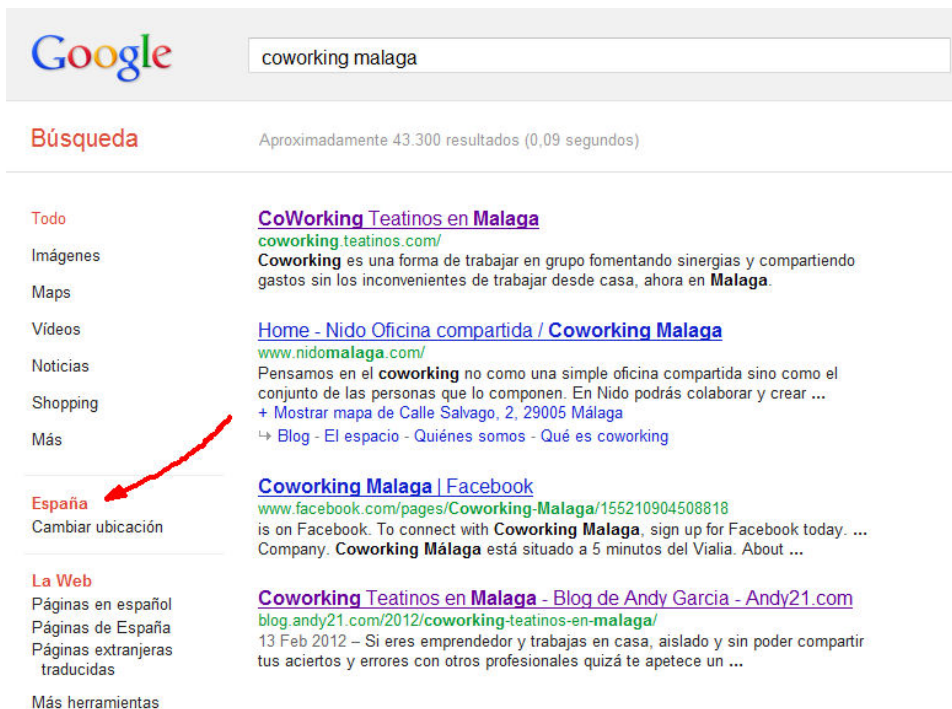 Google
coworking malaga
Búsqueda
Aproximadamente 43.300 resultados (0,09 segundos)
Todo
Imágenes
Maps
Vídeos
Noticias
Shopping
Más
España
Cambiar ubicación
La Web
Páginas en español
Páginas de España
Páginas extranjeras
traducidas
Más herramientas
CoWorking Teatinos en Malaga
coworking.teatinos.com/
Coworking es una forma de trabajar en grupo fomentando sinergias y compartiendo
gastos sin los inconvenientes de trabajar desde casa, ahora en Malaga.
Home - Nido Oficina compartida / Coworking Malaga
www.nidomalaga.com/
Pensamos en el coworking no como una simple oficina compartida sino como el
conjunto de las personas que lo componen. En Nido podrás colaborar y crear ...
+ Mostrar mapa de Calle Salvago, 2, 29005 Málaga
Blog - El espacio - Quiénes somos - Qué es coworking
Coworking Malaga | Facebook
www.facebook.com/pages/Coworking-Malaga/155210904508818
is on Facebook. To connect with Coworking Malaga, sign up for Facebook today. ...
Company. Coworking Málaga está situado a 5 minutos del Vialia. About ...
Coworking Teatinos en Malaga - Blog de Andy Garcia - Andy21.com
blog.andy21.com/2012/coworking-teatinos-en-malaga/
13 Feb 2012 – Si eres emprendedor y trabajas en casa, aislado y sin poder compartir
tus aciertos y errores con otros profesionales quizá te apetece un ...